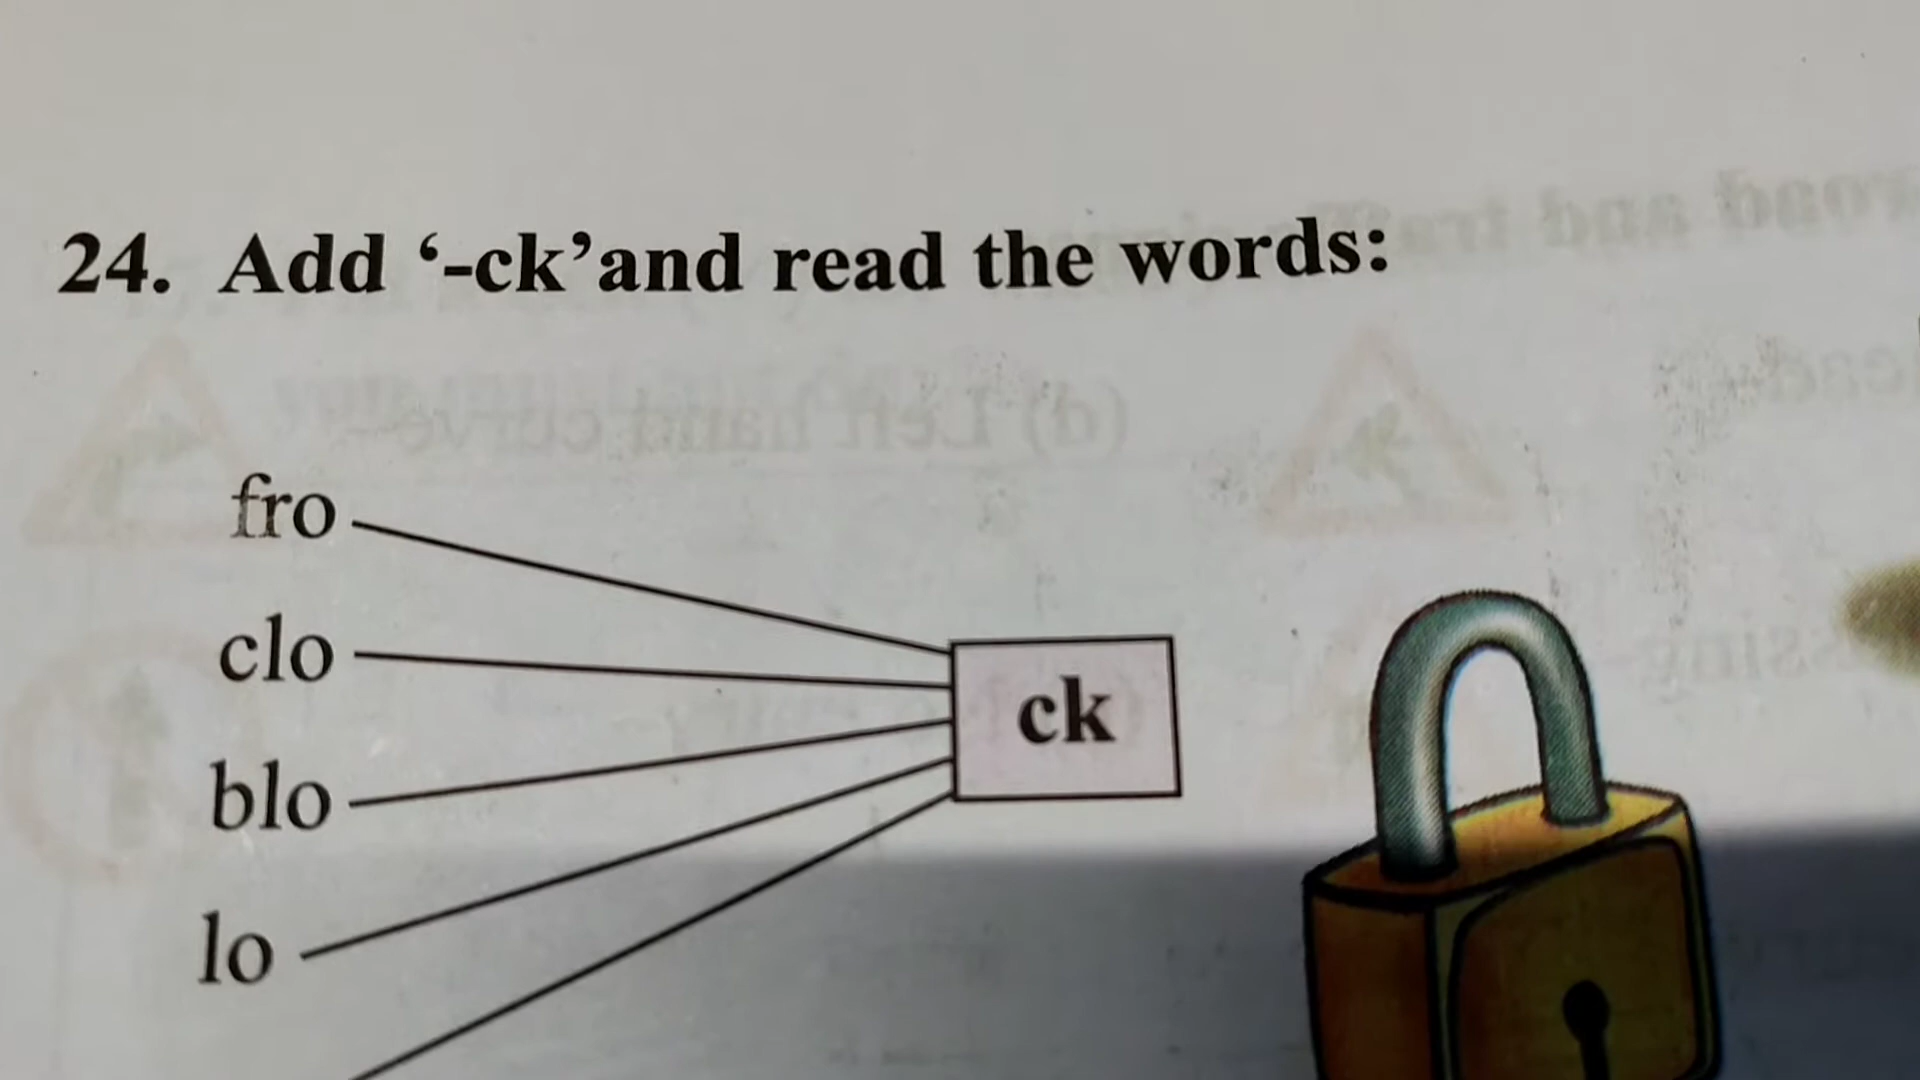 24. Add ‘-ck’and read the words:
fro
clo
ck
blo
lo